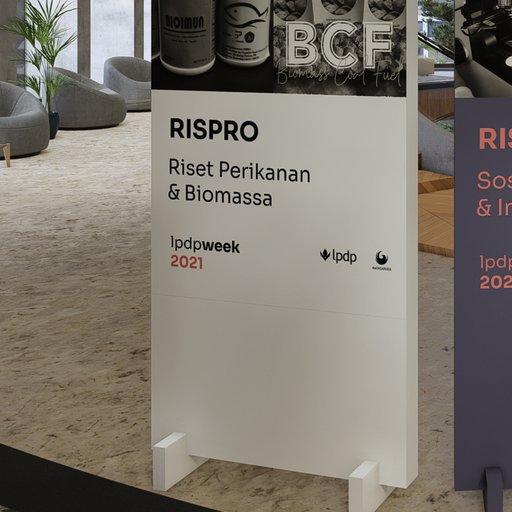 BIOIMUN
BCF
Biomass Coal Fuel
RISPRO
Riset Perikanan
& Biomassa
lpdpweek
2021
lpdp
RIS
Sos
& In
lpdp
202